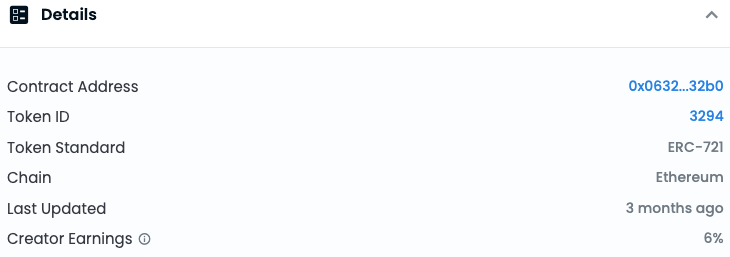 Details
Contract Address 0x0632...32b0
Token ID 3294
Token Standard ERC-721
Chain Ethereum
Last Updated 3 months ago
Creator Earnings 6%